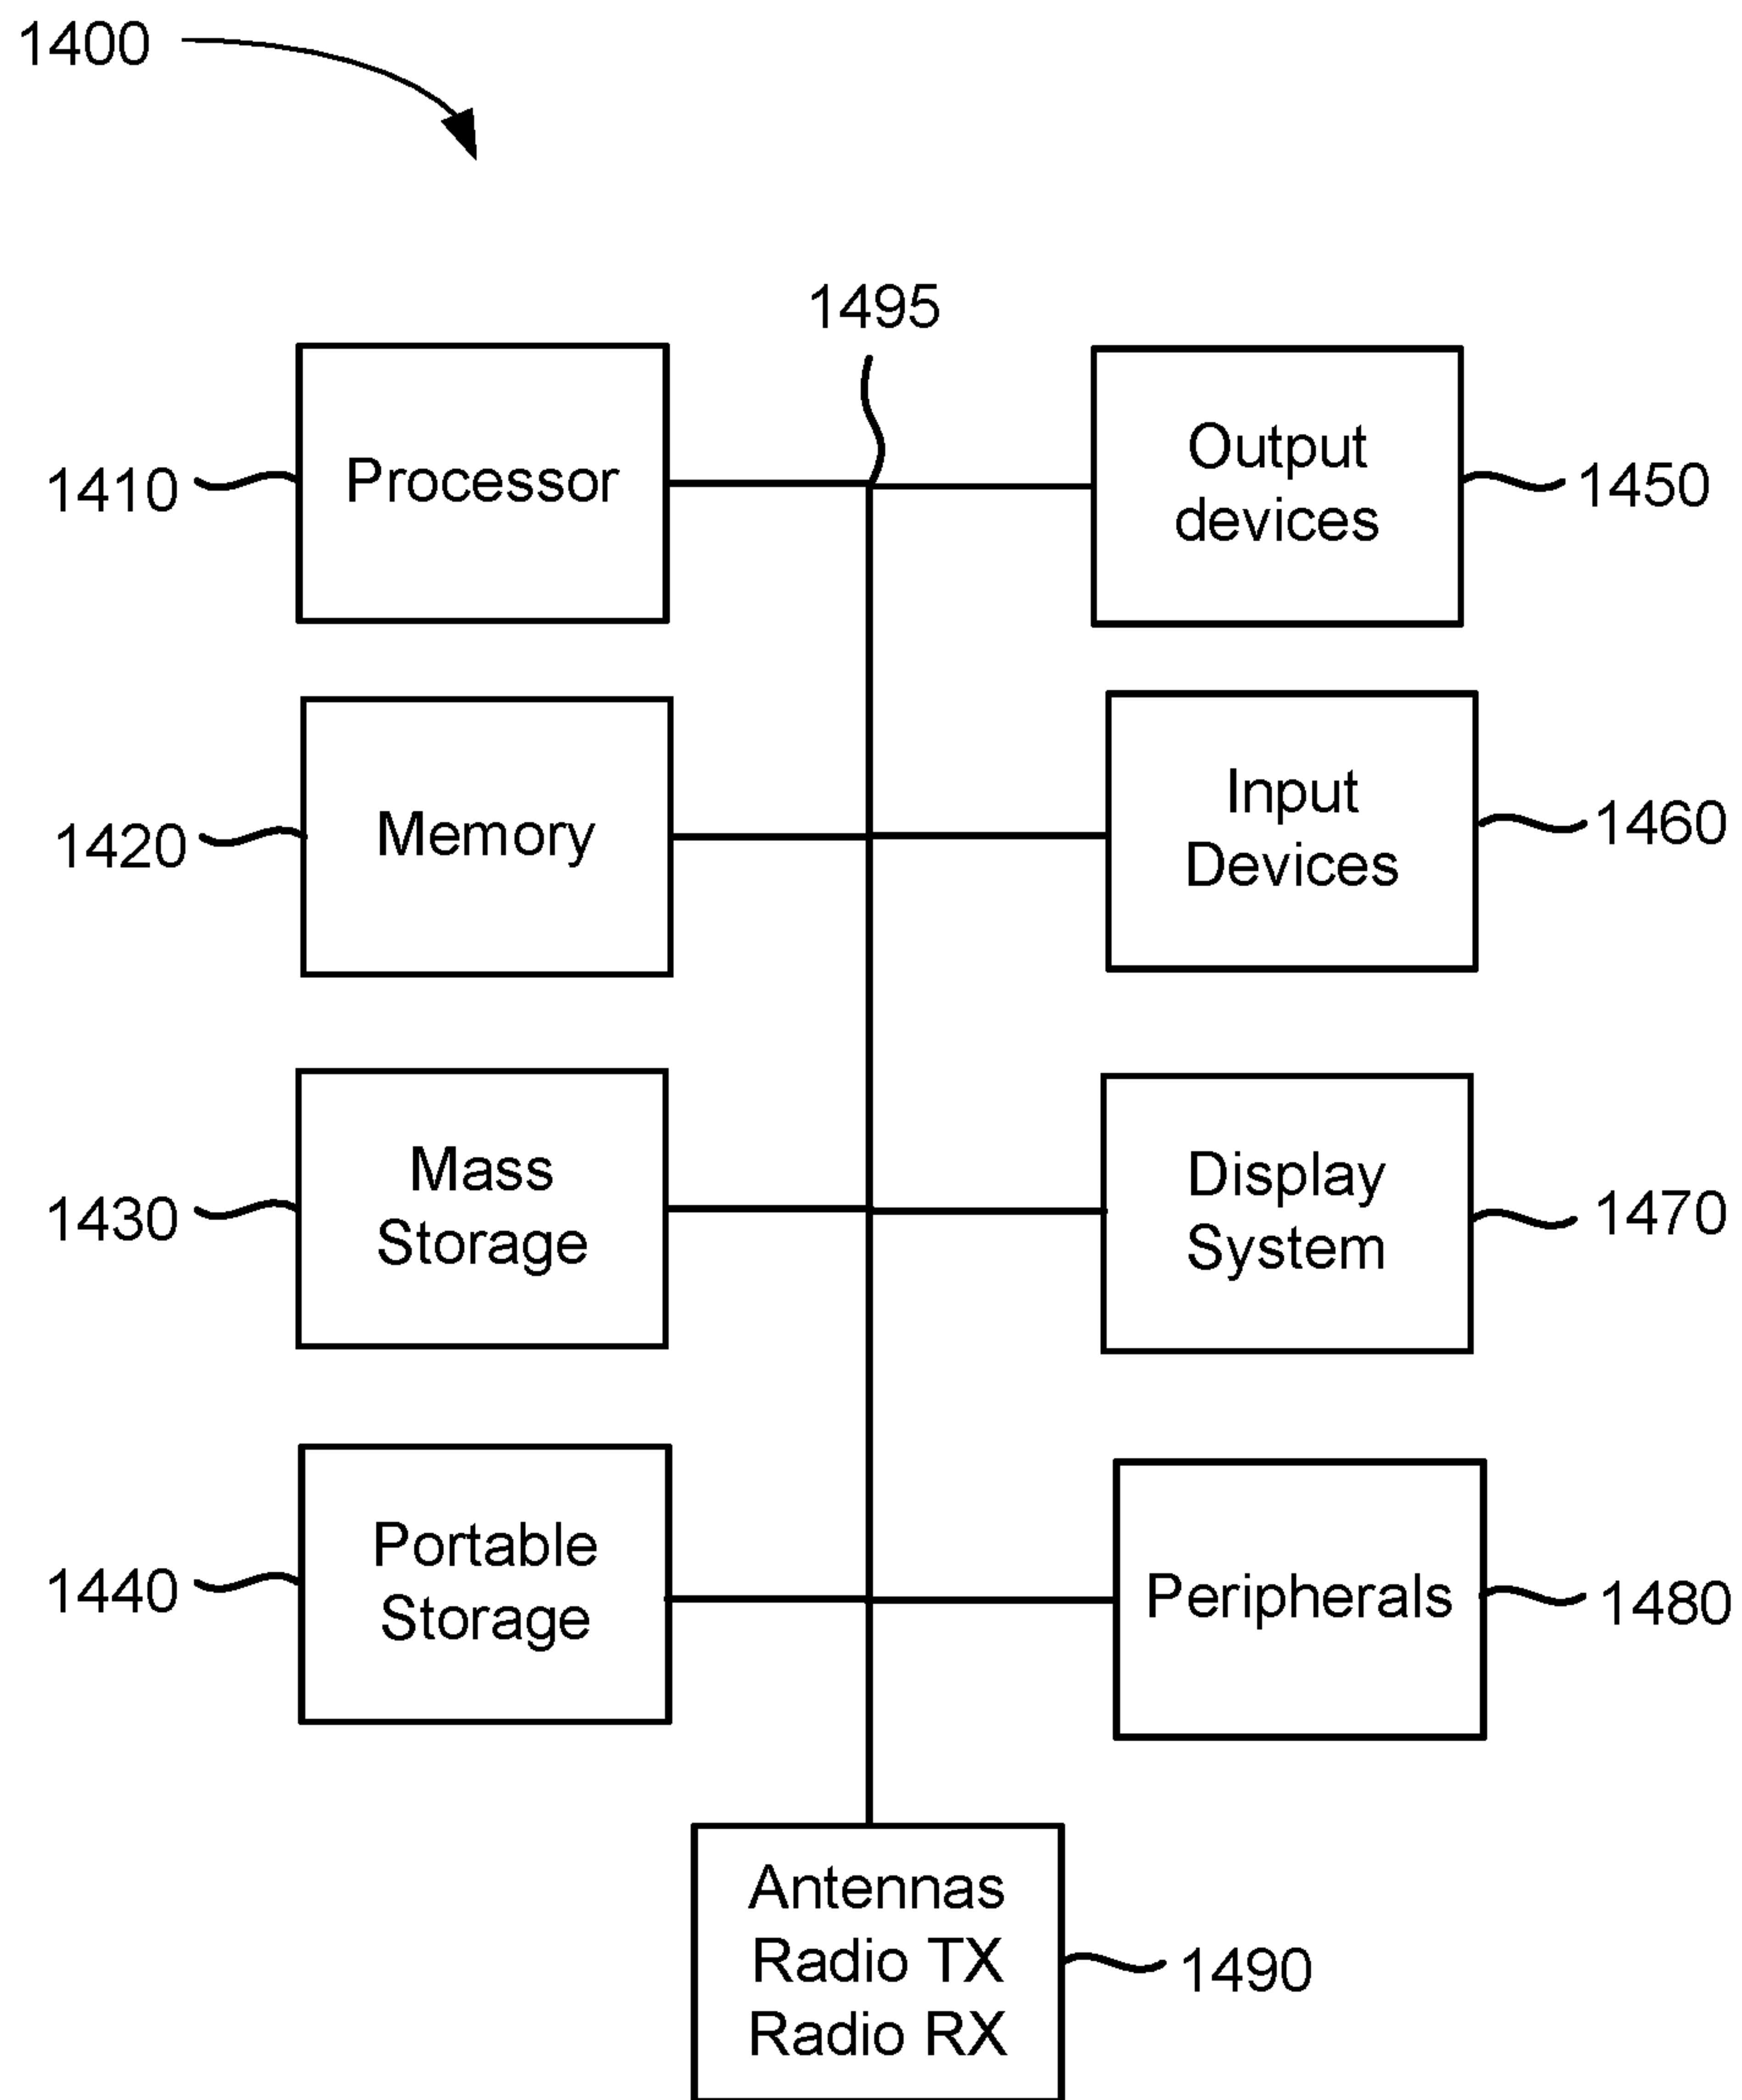 1400
1495
1410
Processor
Output
devices
1450
1420
Memory
Input
Devices
1460
1430
Mass
Storage
Display
System
1470
1440
Portable
Storage
Peripherals
1480
Antennas
Radio TX
Radio RX
1490